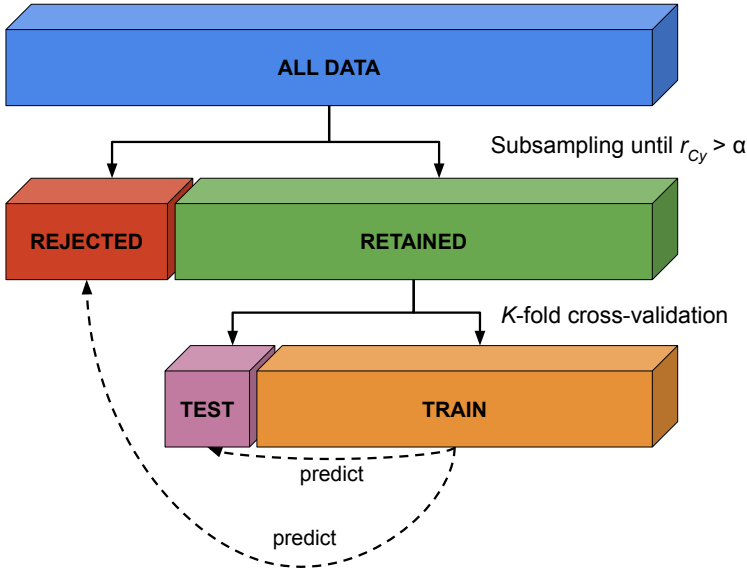 ALL DATA
Subsampling until r_Cy > α
REJECTED
RETAINED
K-fold cross-validation
TEST
TRAIN
predict
predict